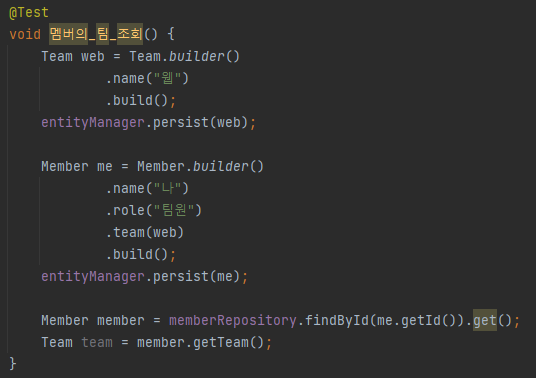 @Test
void 멤버의_팀_조회() {
Team web = Team.builder()
.name("웹")
.build();
entityManager.persist(web);
Member me = Member.builder()
.name("나")
.role("팀원")
.team(web)
.build();
entityManager.persist(me);
Member member = memberRepository.findById(me.getId()).get();
Team team = member.getTeam();
}